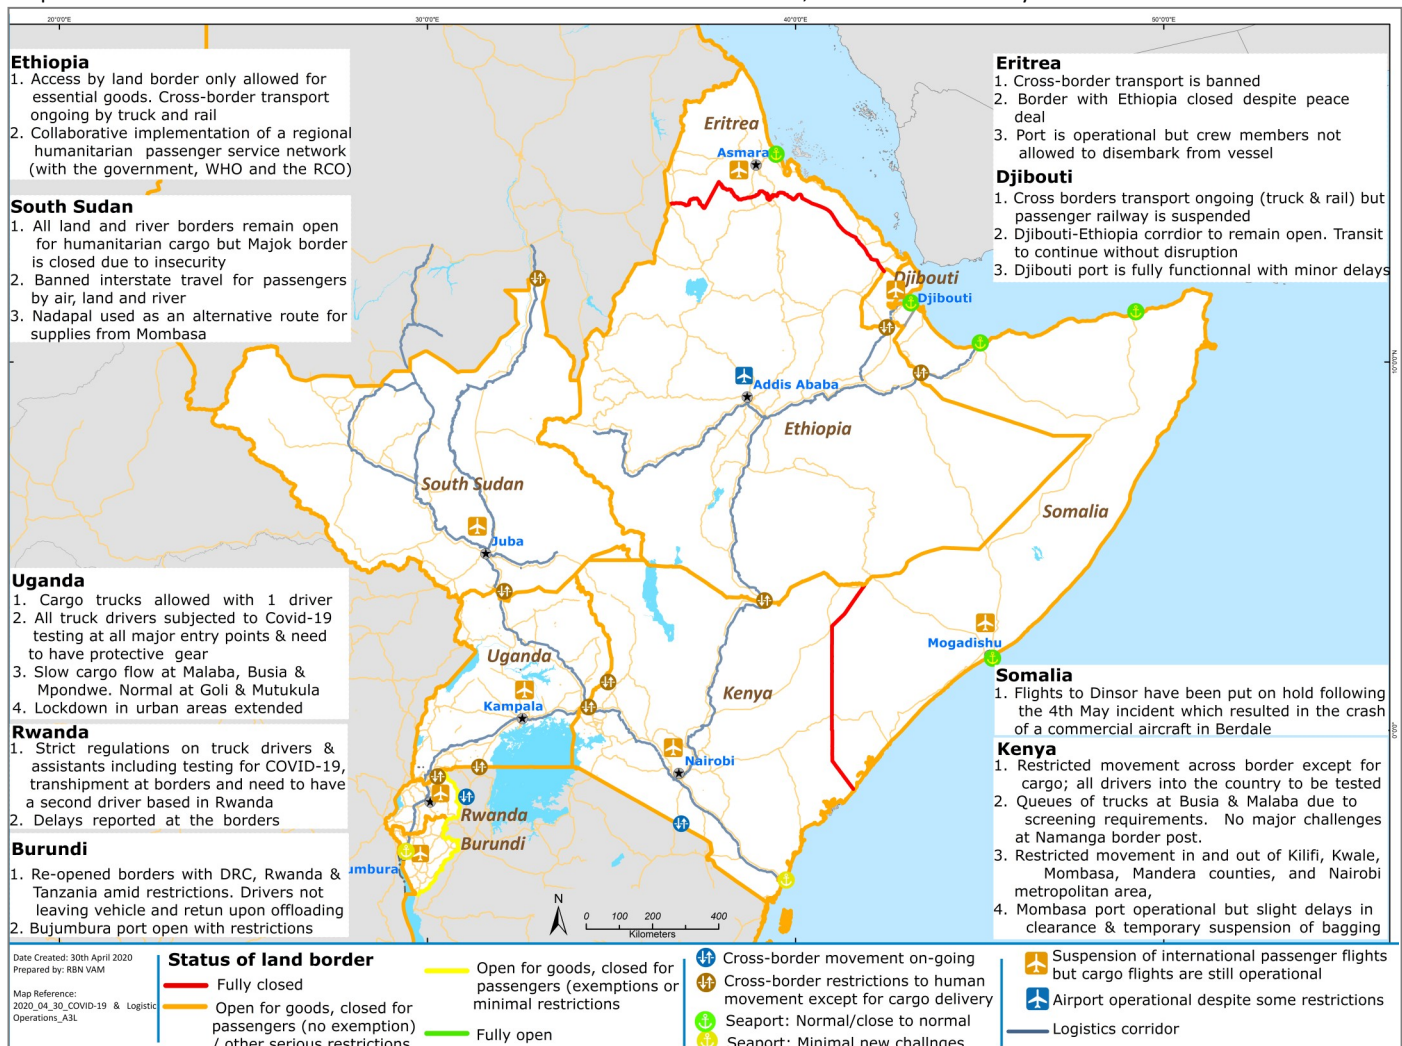 20°0'0"E
30°0'0"E
40°0'0"E
50°0'0"E
Ethiopia
1. Access by land border only allowed for
essential goods. Cross-border transport
ongoing by truck and rail
2. Collaborative implementation of a regional
humanitarian passenger service network
(with the government, WHO and the RCO)
South Sudan
1. All land and river borders remain open
for humanitarian cargo but Majok border
is closed due to insecurity
2. Banned interstate travel for passengers
by air, land and river
3. Nadapal used as an alternative route for
supplies from Mombasa
Uganda
1. Cargo trucks allowed with 1 driver
2. All truck drivers subjected to Covid-19
testing at all major entry points & need
to have protective gear
3. Slow cargo flow at Malaba, Busia &
Mpondwe. Normal at Goli & Mutukula
4. Lockdown in urban areas extended
Rwanda
1. Strict regulations on truck drivers &
assistants including testing for COVID-19,
transhipment at borders and need to have
a second driver based in Rwanda
2. Delays reported at the borders
Burundi
1. Re-opened borders with DRC, Rwanda &
Tanzania amid restrictions. Drivers not
leaving vehicle and retun upon offloading
2. Bujumbura port open with restrictions
Eritrea
1. Cross-border transport is banned
2. Border with Ethiopia closed despite peace
deal
3. Port is operational but crew members not
allowed to disembark from vessel
Djibouti
1. Cross borders transport ongoing (truck & rail) but
passenger railway is suspended
2. Djibouti-Ethiopia corrdior to remain open. Transit
to continue without disruption
3. Djibouti port is fully functionnal with minor delays
Somalia
1. Flights to Dinsor have been put on hold following
the 4th May incident which resulted in the crash
of a commercial aircraft in Berdale
Kenya
1. Restricted movement across border except for
cargo; all drivers into the country to be tested
2. Queues of trucks at Busia & Malaba due to
screening requirements. No major challenges
at Namanga border post.
3. Restricted movement in and out of Kilifi, Kwale,
Mombasa, Mandera counties, and Nairobi
metropolitan area,
4. Mombasa port operational but slight delays in
clearance & temporary suspension of bagging
Eritrea
Asmara
Djibouti
Djibouti
Addis Ababa
Ethiopia
South Sudan
Somalia
Juba
Mogadishu
Uganda
Kenya
Kampala
Nairobi
Rwanda
Burundi
umbura
10°0'0"N
0°0'0"
N
0 100 200 400
Kilometers
Date Created: 30th April 2020
Prepared by: RBN VAM
Map Reference:
2020_04_30_COVID-19 & Logistic
Operations_A3L
Status of land border
Fully closed
Open for goods, closed for
passengers (no exemption)
/ other serious restrictions
Open for goods, closed for
passengers (exemptions or
minimal restrictions
Fully open
Cross-border movement on-going
Cross-border restrictions to human
movement except for cargo delivery
Seaport: Normal/close to normal
Seaport: Minimal new challnges
Suspension of international passenger flights
but cargo flights are still operational
Airport operational despite some restrictions
Logistics corridor